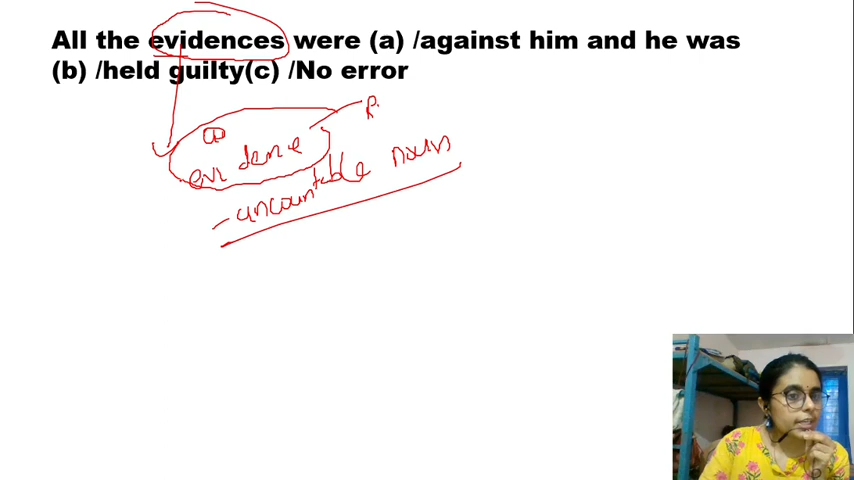 All the evidences were (a) /against him and he was
(b) /held guilty(c) /No error
evidence
- uncountable noun